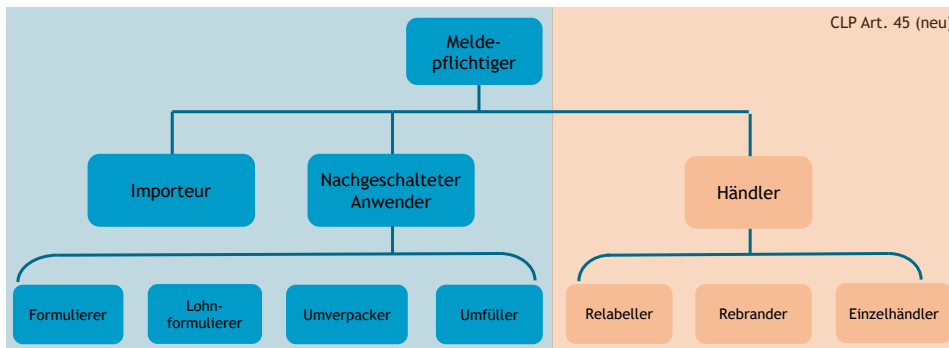 CLP Art. 45 (neu)
Melde-
pflichtiger
Importeur
Nachgeschalteter
Anwender
Händler
Formulierer
Lohn-
formulierer
Umverpacker
Umfüller
Relabeller
Rebrander
Einzelhändler